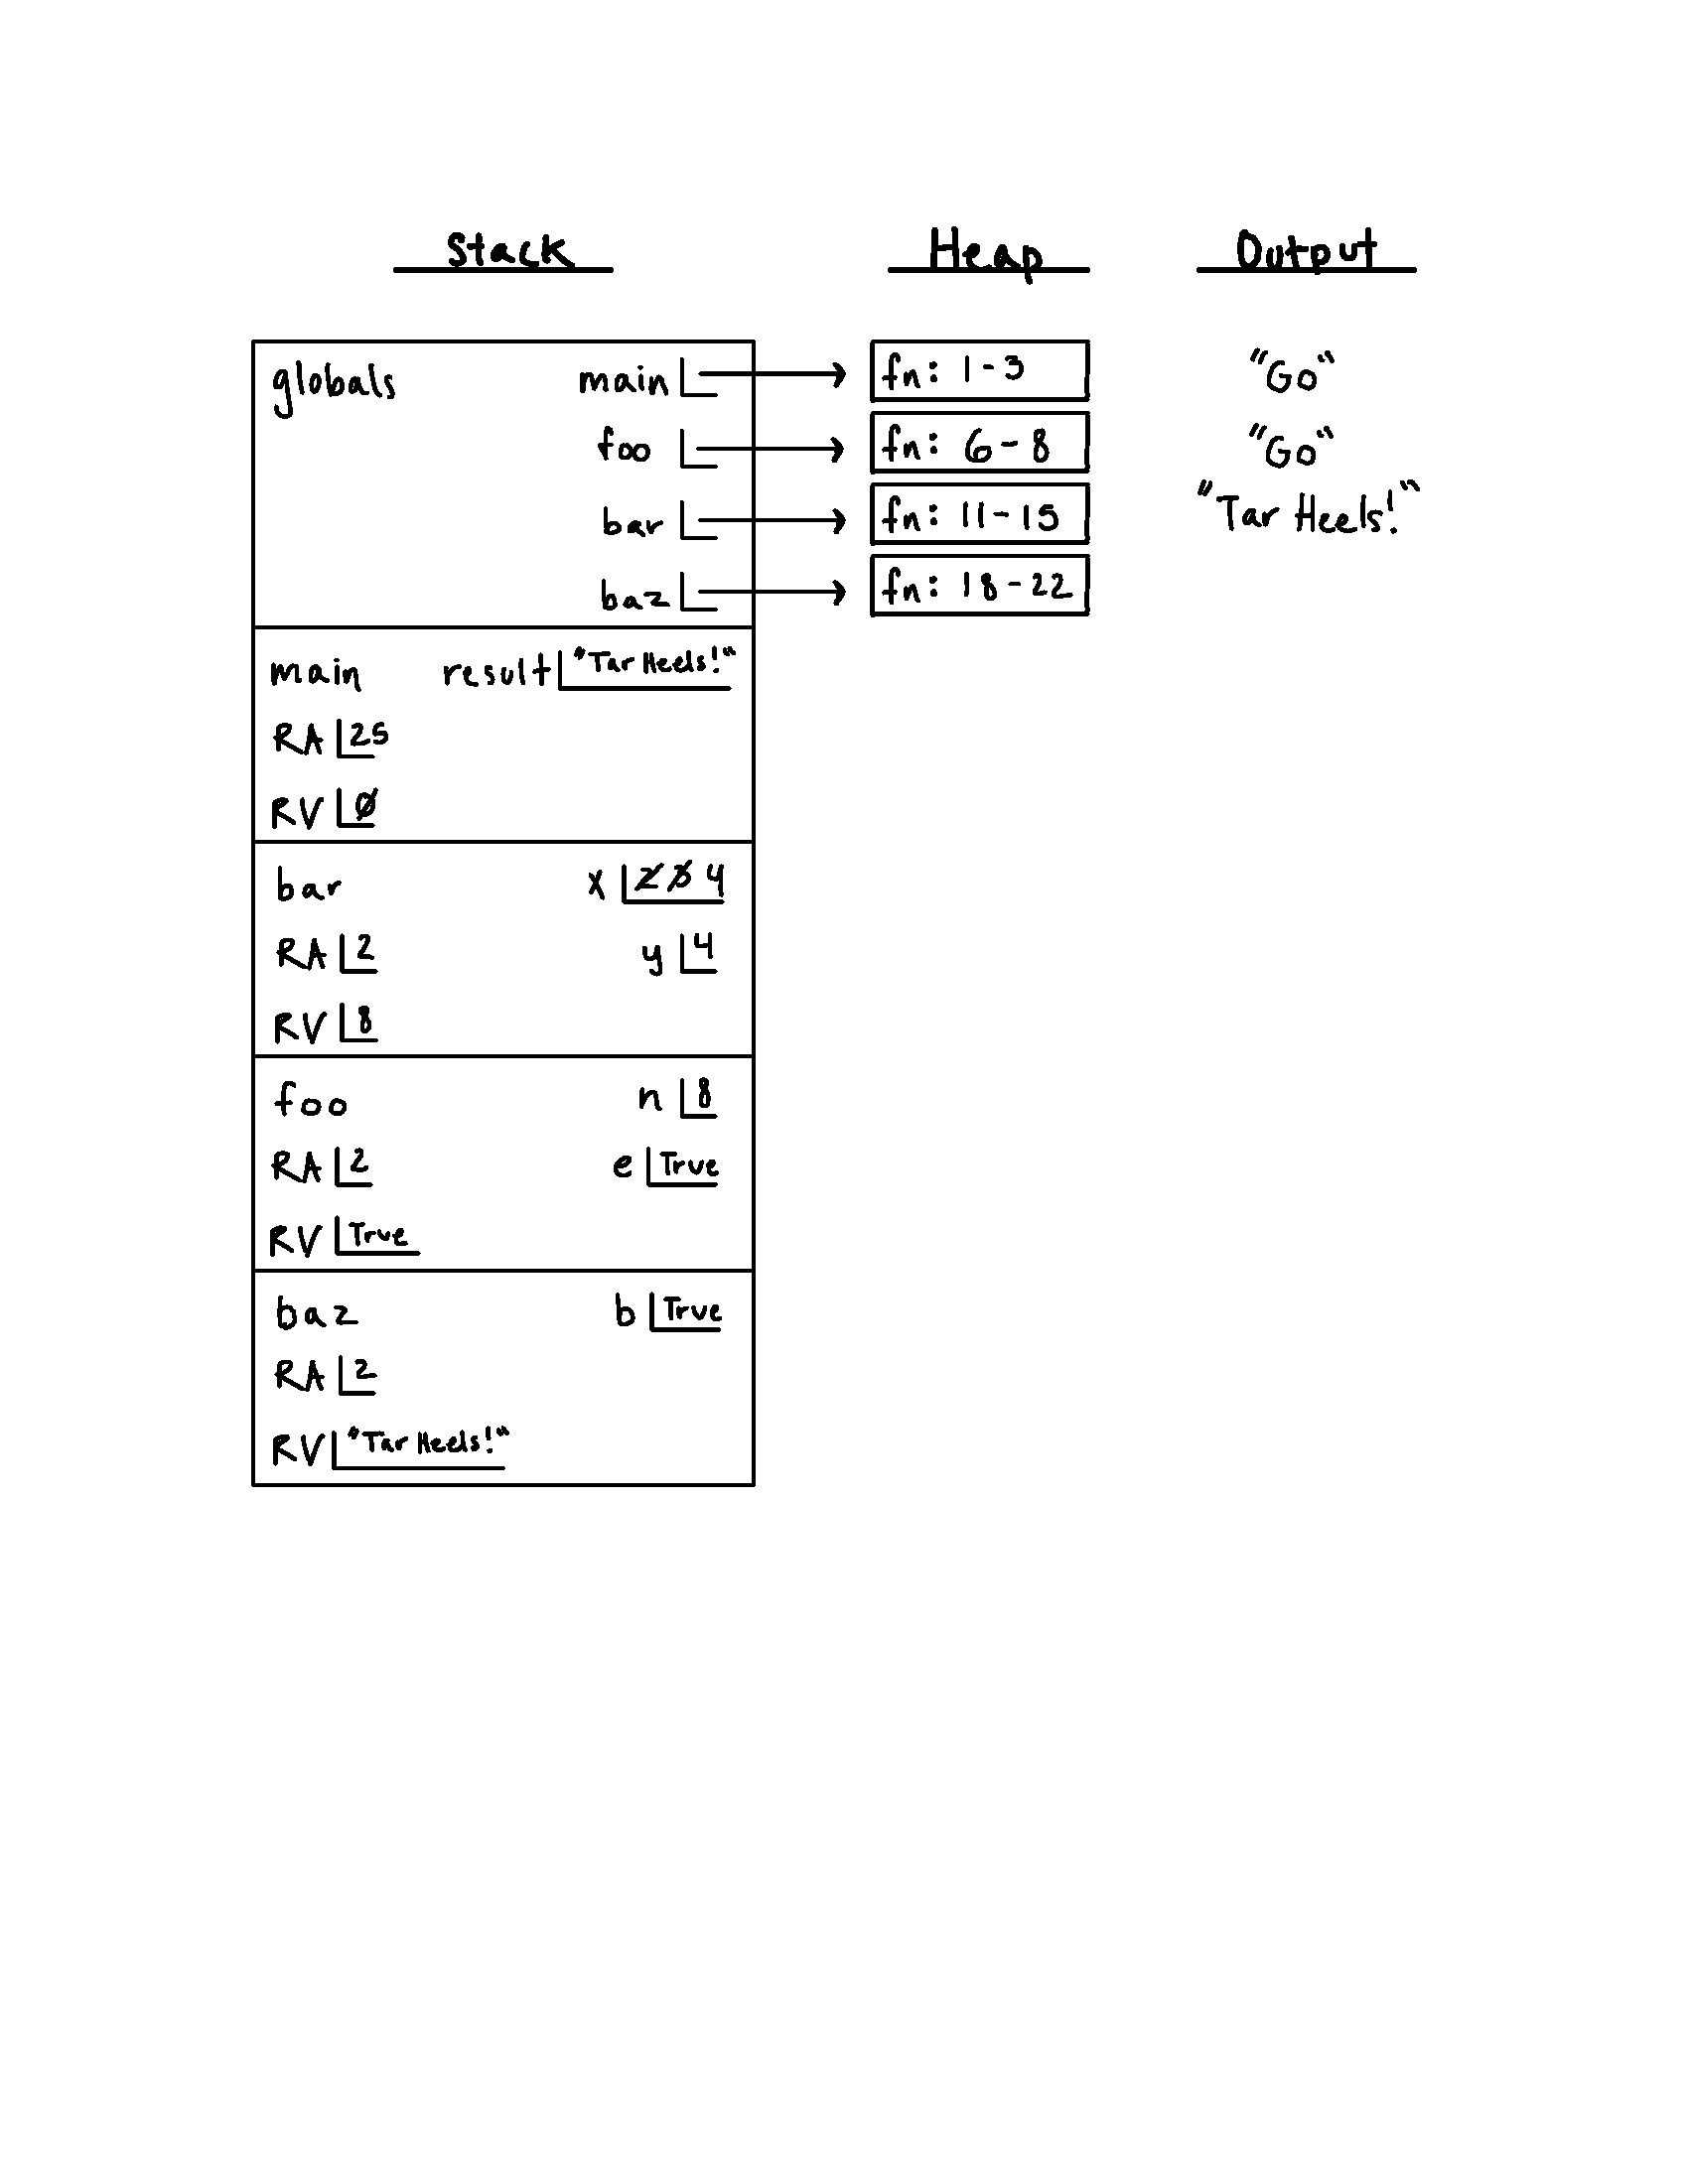 Stack Heap Output
globals main fn: 1-3 "Go"
foo fn: 6-8 "Go"
bar fn: 11-15 "Tar Heels!"
baz fn: 18-22
main result "Tar Heels!"
RA 25
RV Ø
bar x 2 3 4
RA 2 y 4
RV 8
foo n 8
RA 2 e True
RV True
baz b True
RA 2
RV "Tar Heels!"